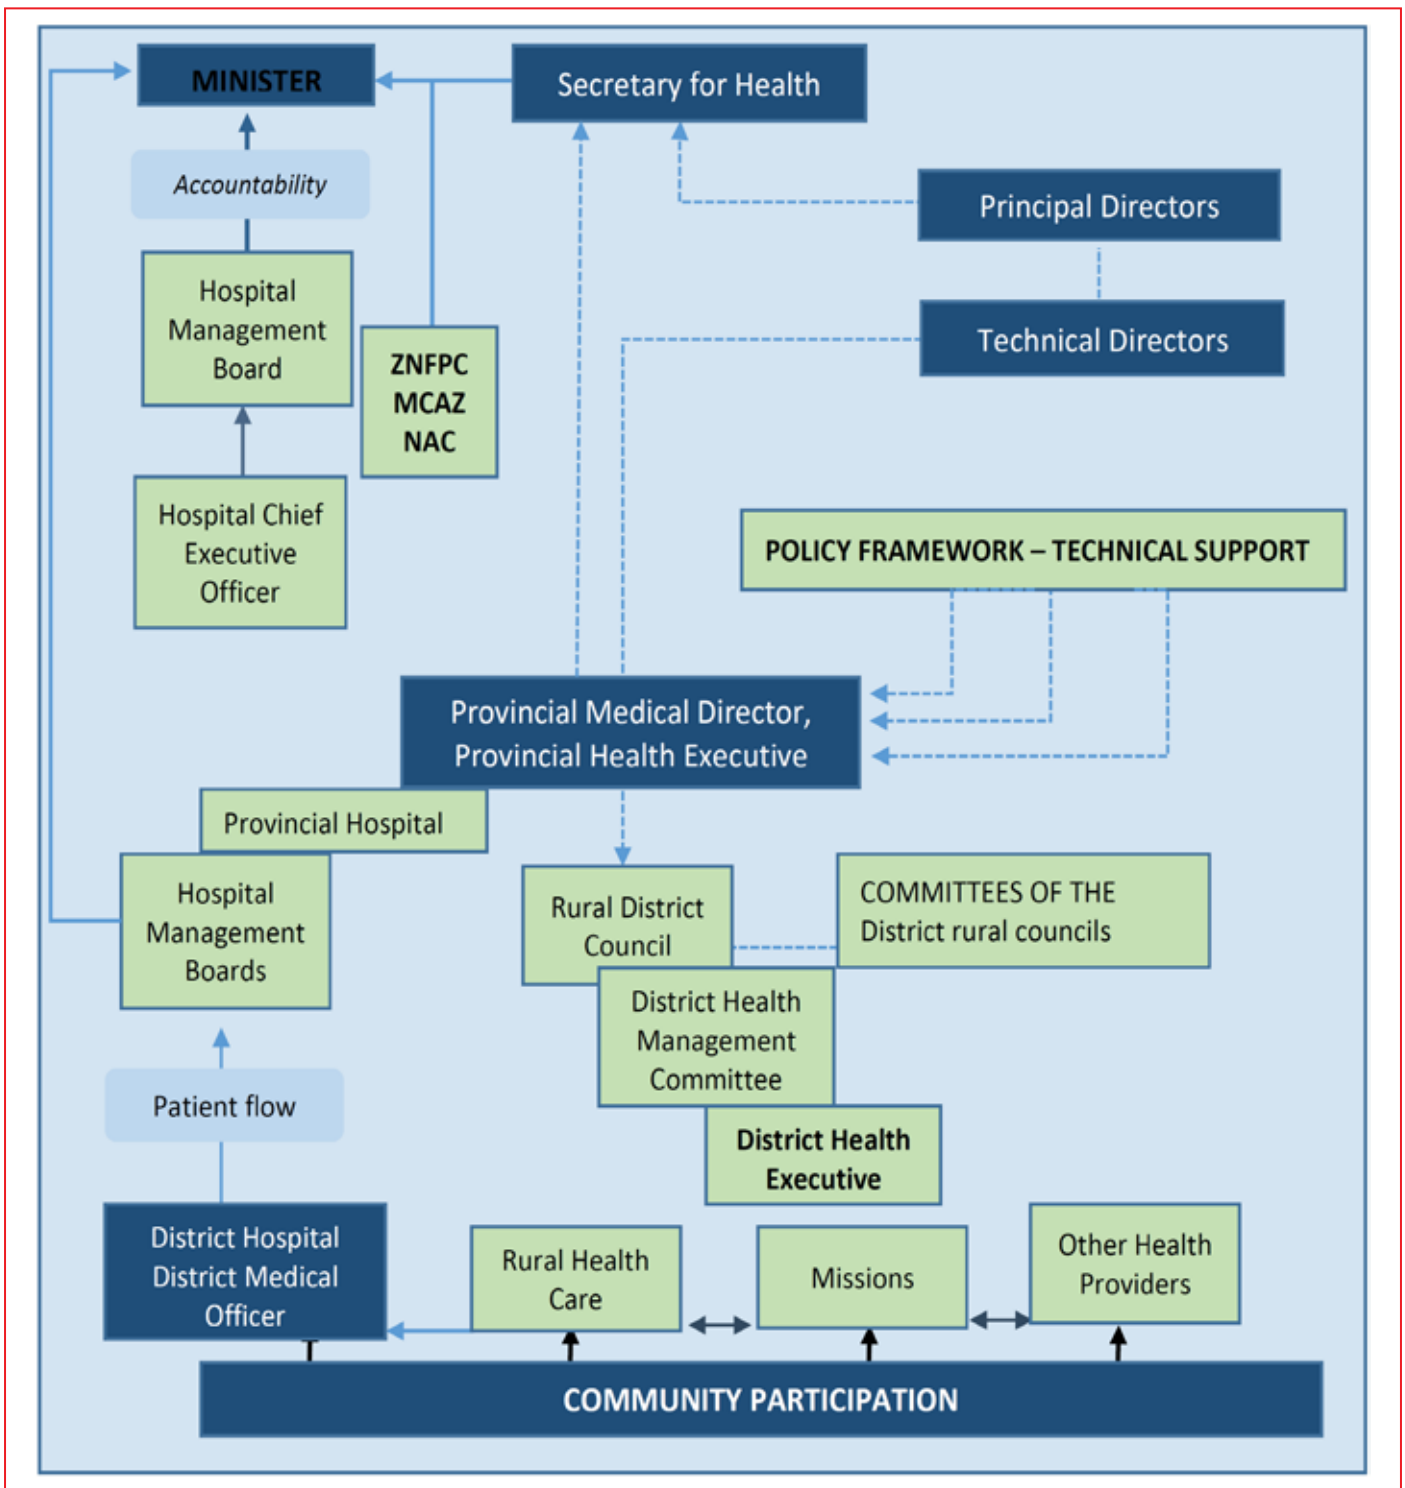 MINISTER
Secretary for Health
Accountability
Principal Directors
Hospital
Management
Board
Technical Directors
ZNFPC
MCAZ
NAC
Hospital Chief
Executive
Officer
POLICY FRAMEWORK – TECHNICAL SUPPORT
Provincial Medical Director,
Provincial Health Executive
Provincial Hospital
Hospital
Management
Boards
Rural District
Council
COMMITTEES OF THE
District rural councils
District Health
Management
Committee
Patient flow
District Health
Executive
District Hospital
District Medical
Officer
Rural Health
Care
Missions
Other Health
Providers
COMMUNITY PARTICIPATION